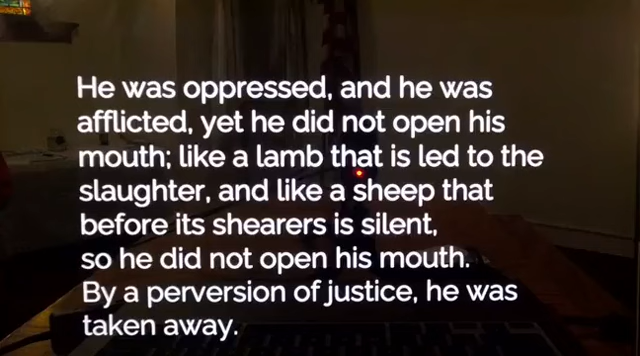 He was oppressed, and he was
afflicted, yet he did not open his
mouth; like a lamb that is led to the
slaughter, and like a sheep that
before its shearers is silent,
so he did not open his mouth.
By a perversion of justice, he was
taken away.